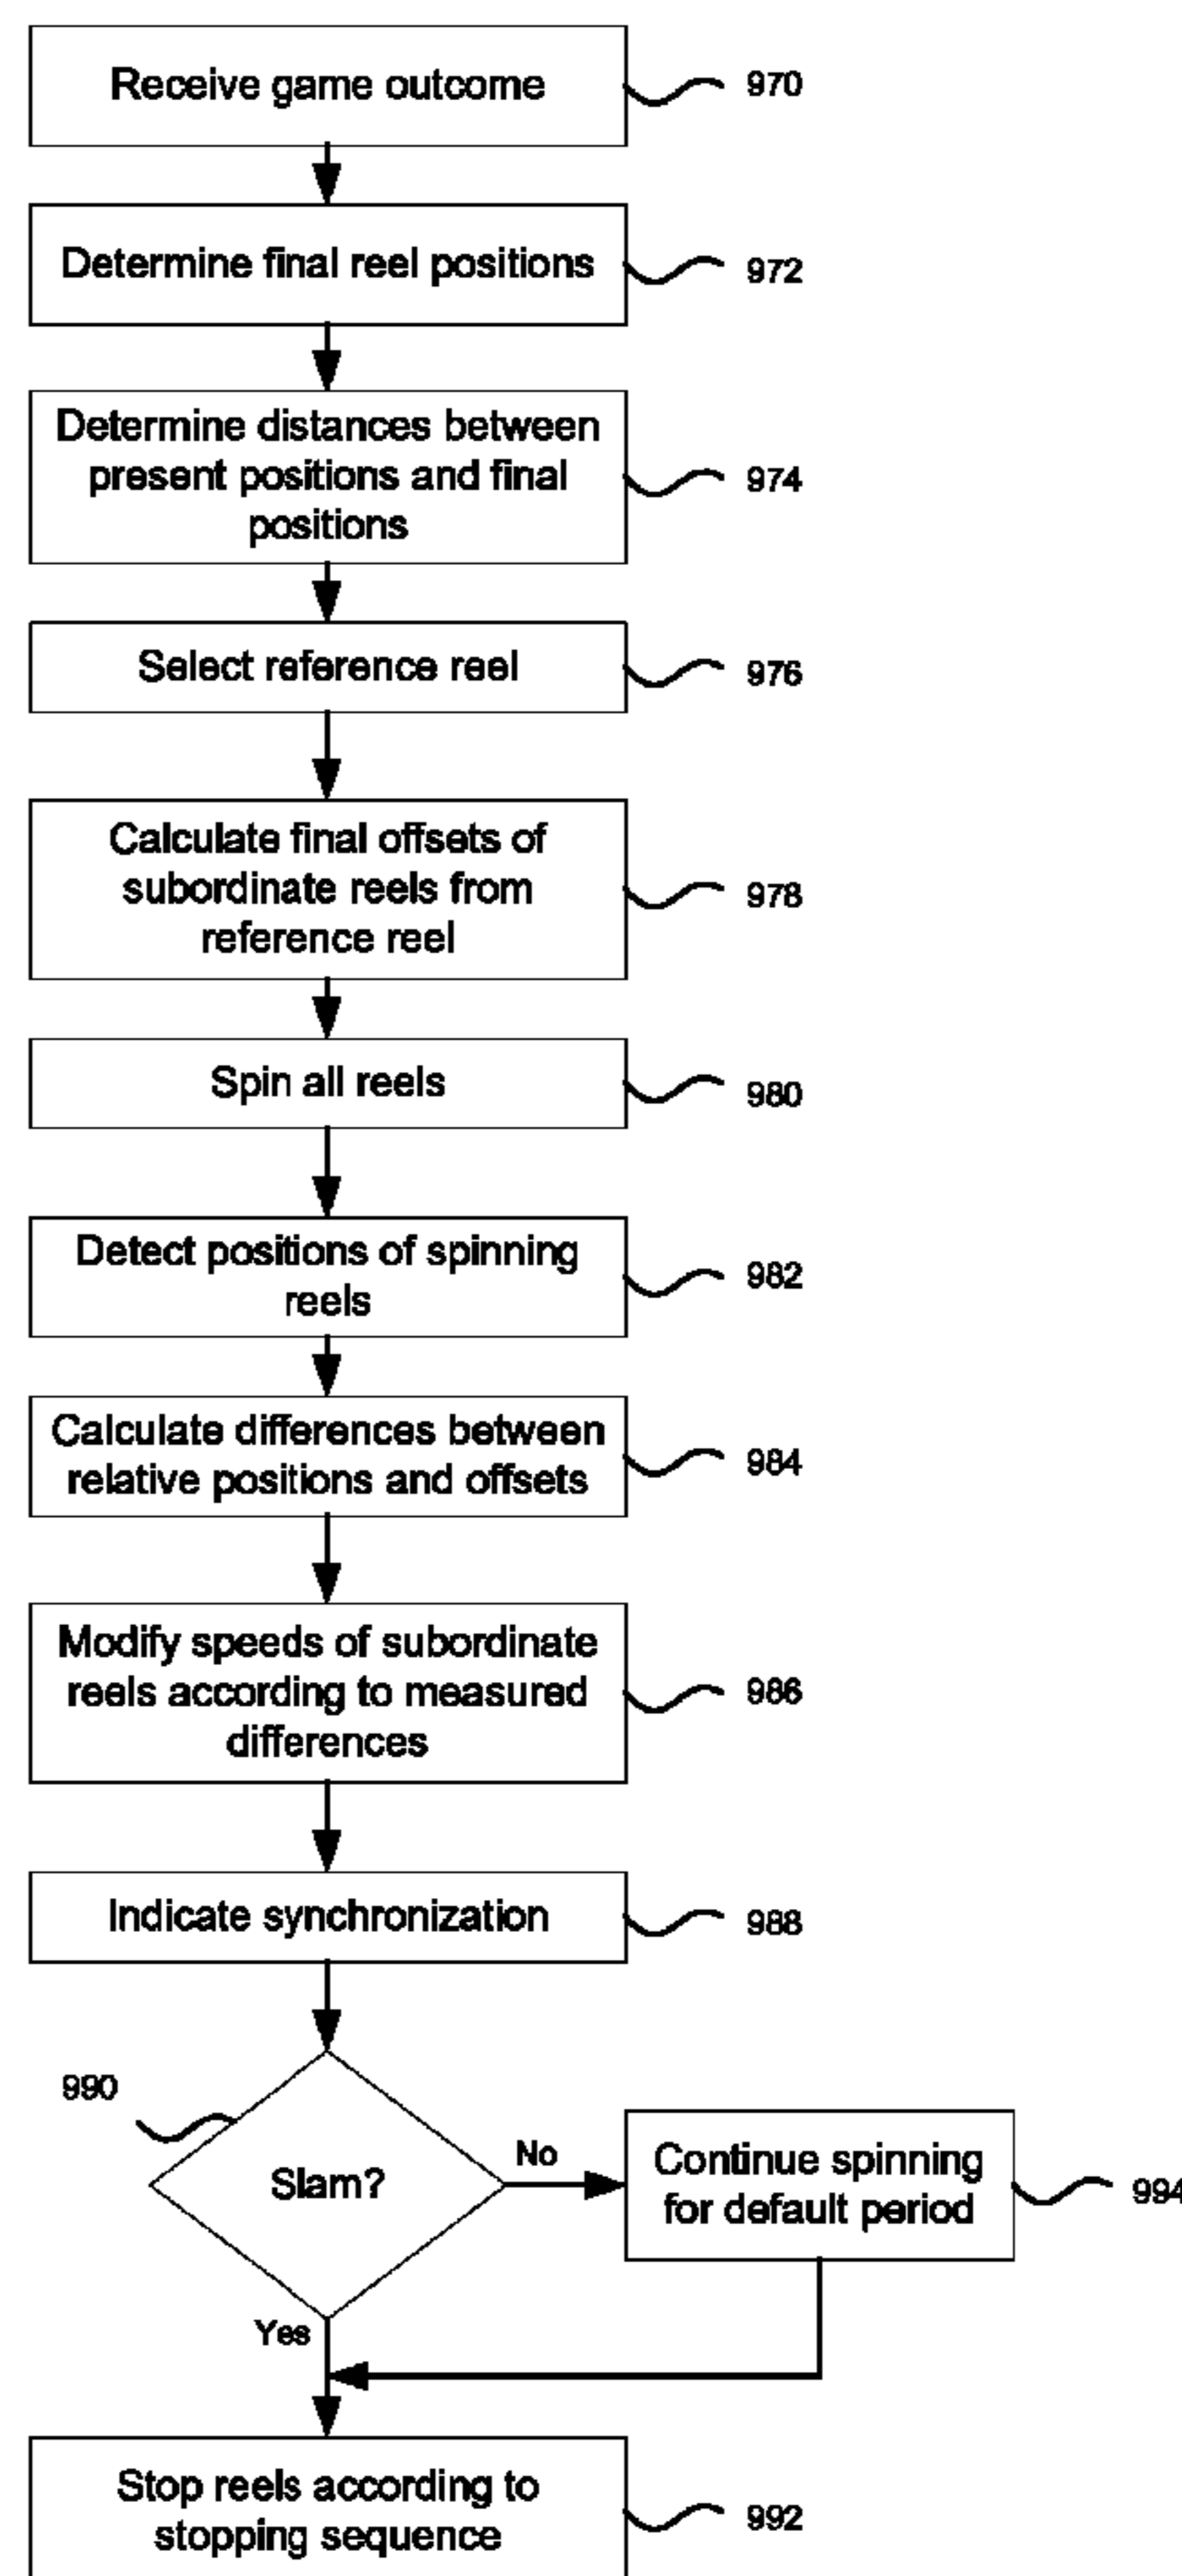 Receive game outcome
970
Determine final reel positions
972
Determine distances between
present positions and final
positions
974
Select reference reel
976
Calculate final offsets of
subordinate reels from
reference reel
978
Spin all reels
980
Detect positions of spinning
reels
982
Calculate differences between
relative positions and offsets
984
Modify speeds of subordinate
reels according to measured
differences
986
Indicate synchronization
988
990
Slam?
No
Continue spinning
for default period
994
Yes
Stop reels according to
stopping sequence
992